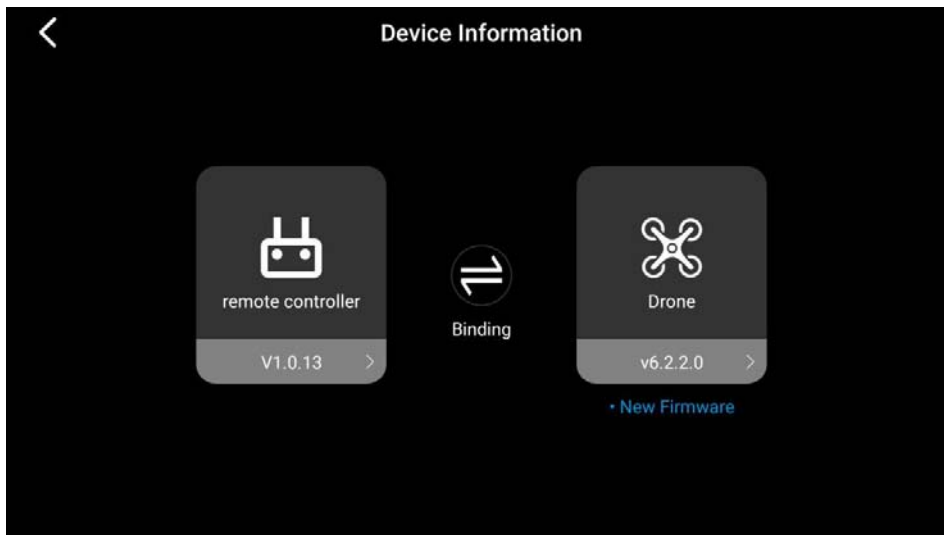 Device Information
remote controller
V1.0.13
Binding
Drone
v6.2.2.0
• New Firmware